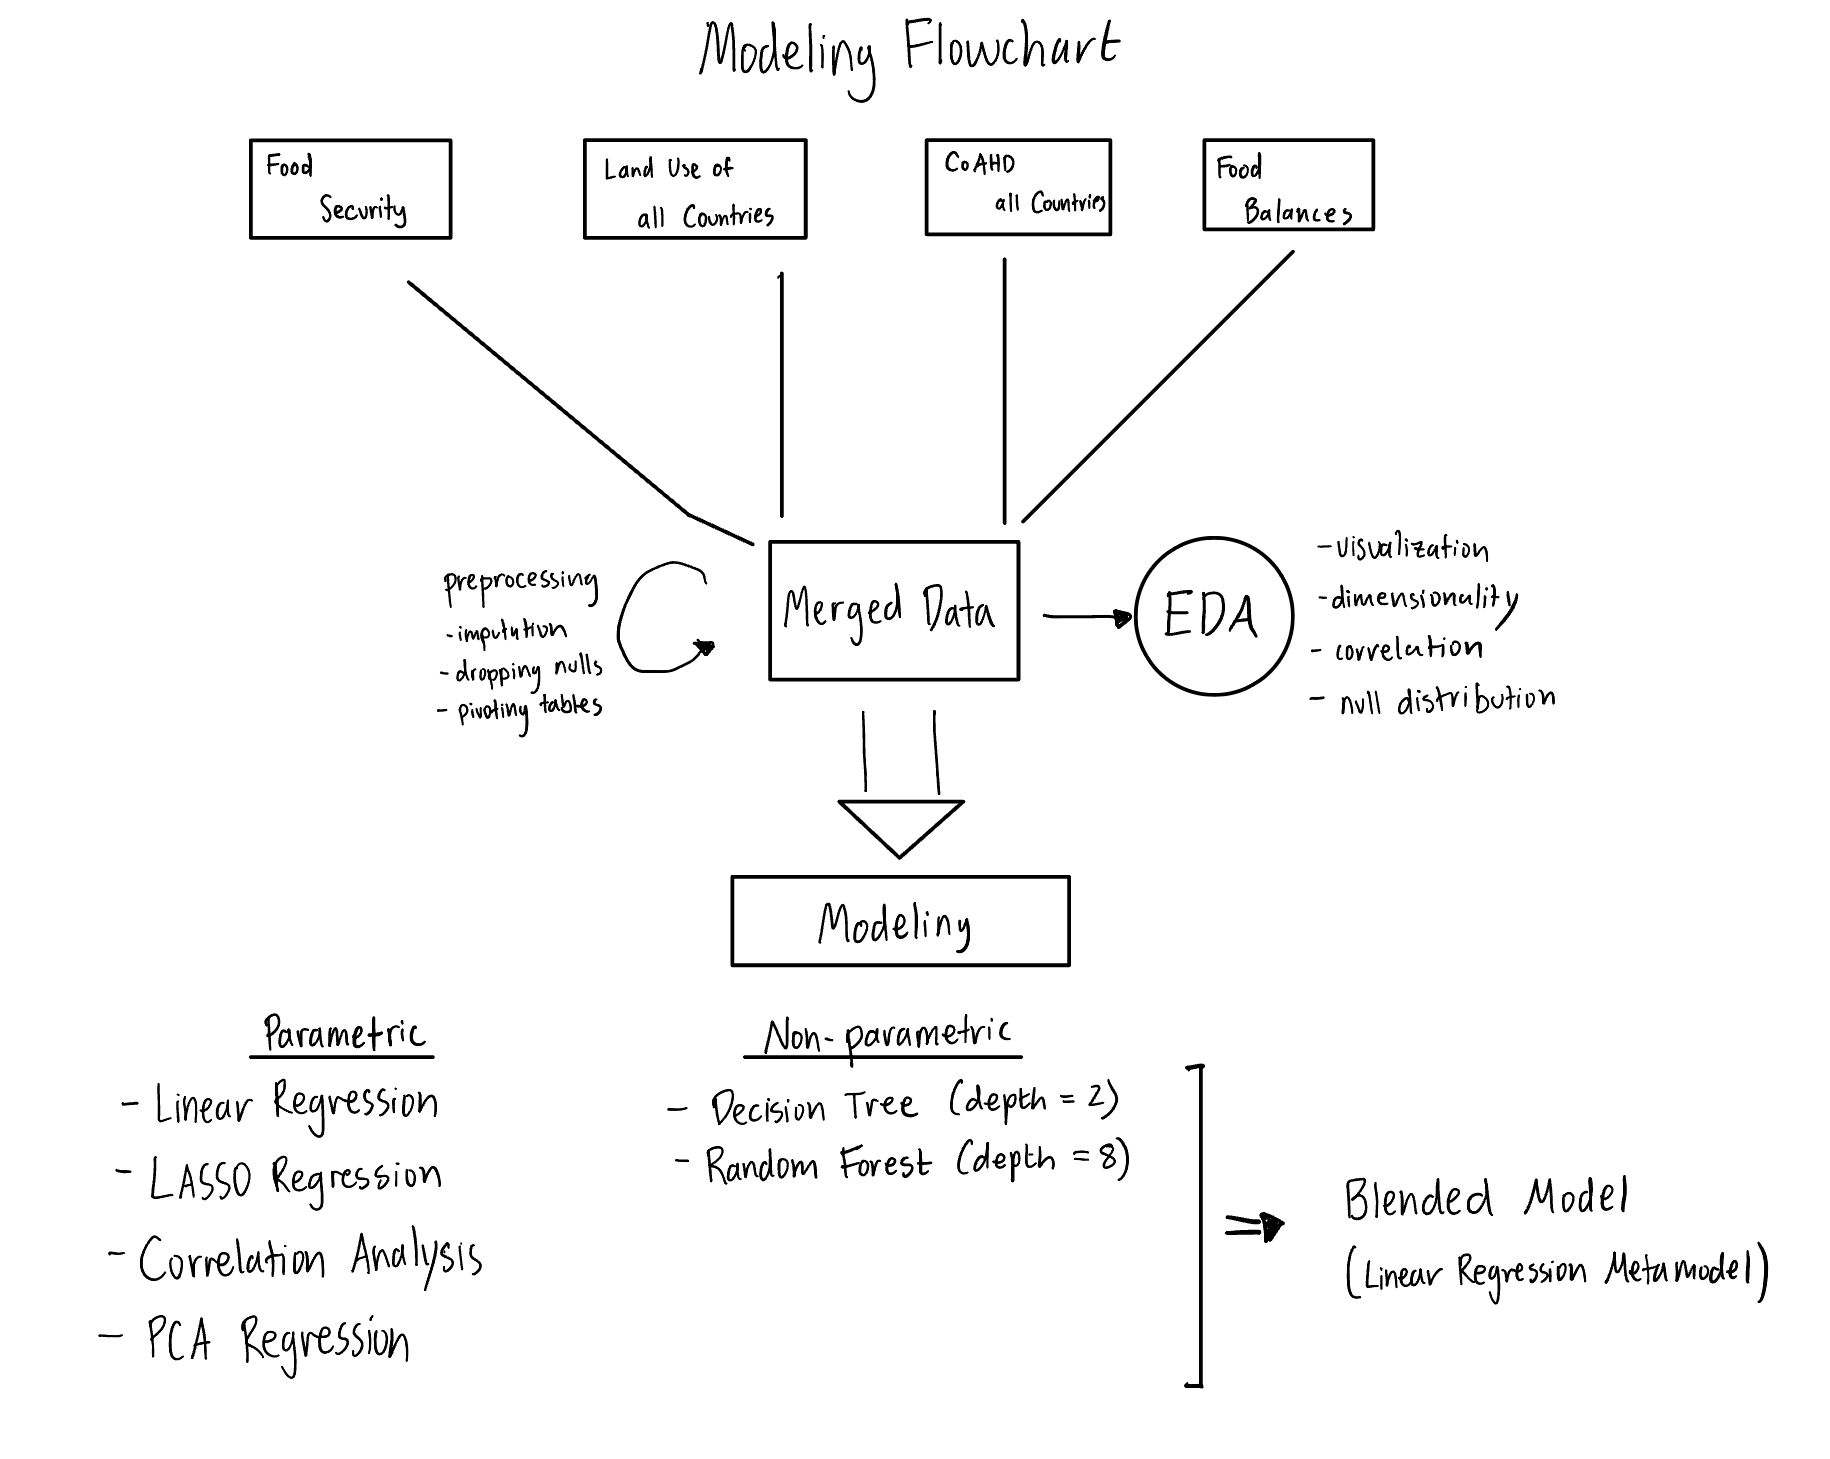 Modeling Flowchart
Food
Security
Land Use of
all Countries
CoAHD
all Countries
Food
Balances
preprocessing
- imputation
- dropping nulls
- pivoting tables
Merged Data
EDA
- visualization
- dimensionality
- correlation
- null distribution
Modeling
Parametric
- Linear Regression
- LASSO Regression
- Correlation Analysis
- PCA Regression
Non-parametric
- Decision Tree (depth = 2)
- Random Forest (depth = 8)
Blended Model
(Linear Regression Metamodel)